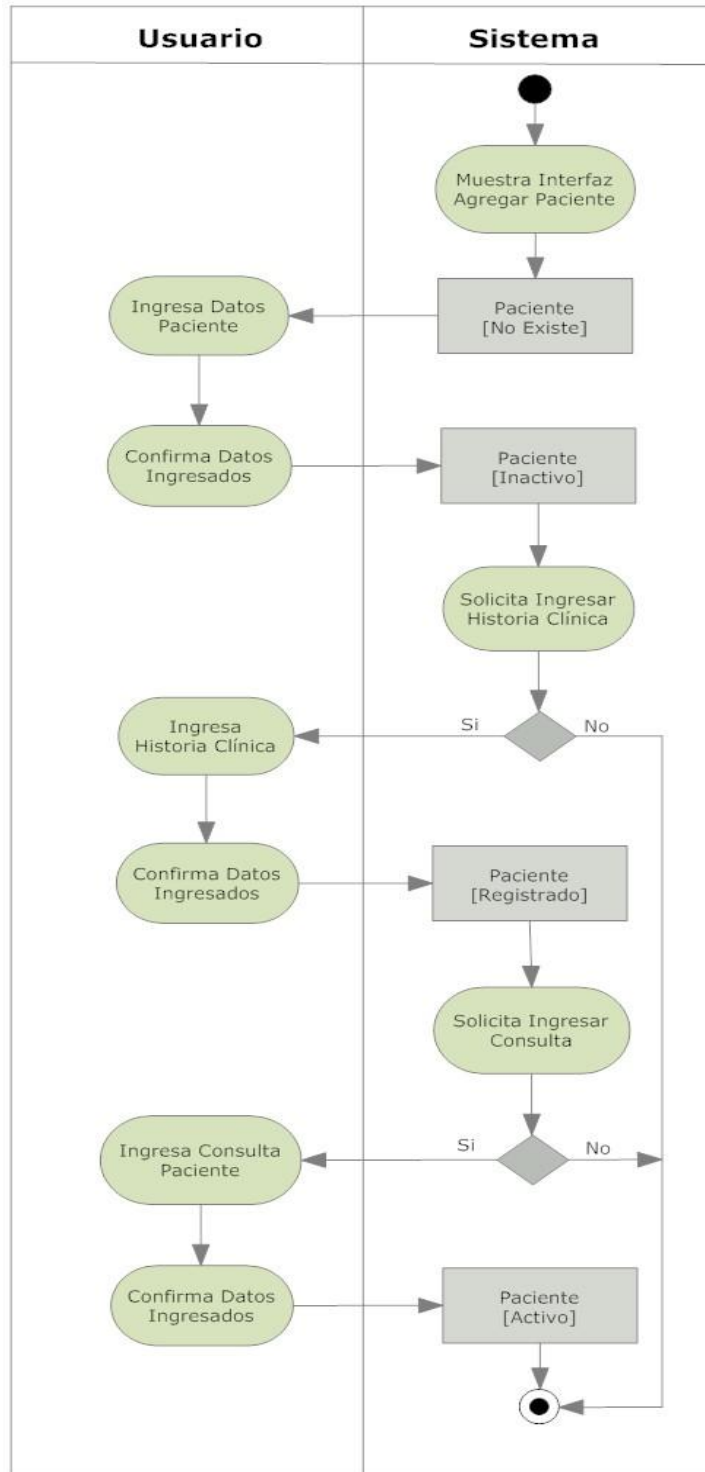 Usuario
Sistema
Muestra Interfaz
Agregar Paciente
Ingresa Datos
Paciente
Paciente
[No Existe]
Confirma Datos
Ingresados
Paciente
[Inactivo]
Solicita Ingresar
Historia Clínica
Ingresa
Historia Clínica
Si
No
Confirma Datos
Ingresados
Paciente
[Registrado]
Solicita Ingresar
Consulta
Ingresa Consulta
Paciente
Si
No
Confirma Datos
Ingresados
Paciente
[Activo]